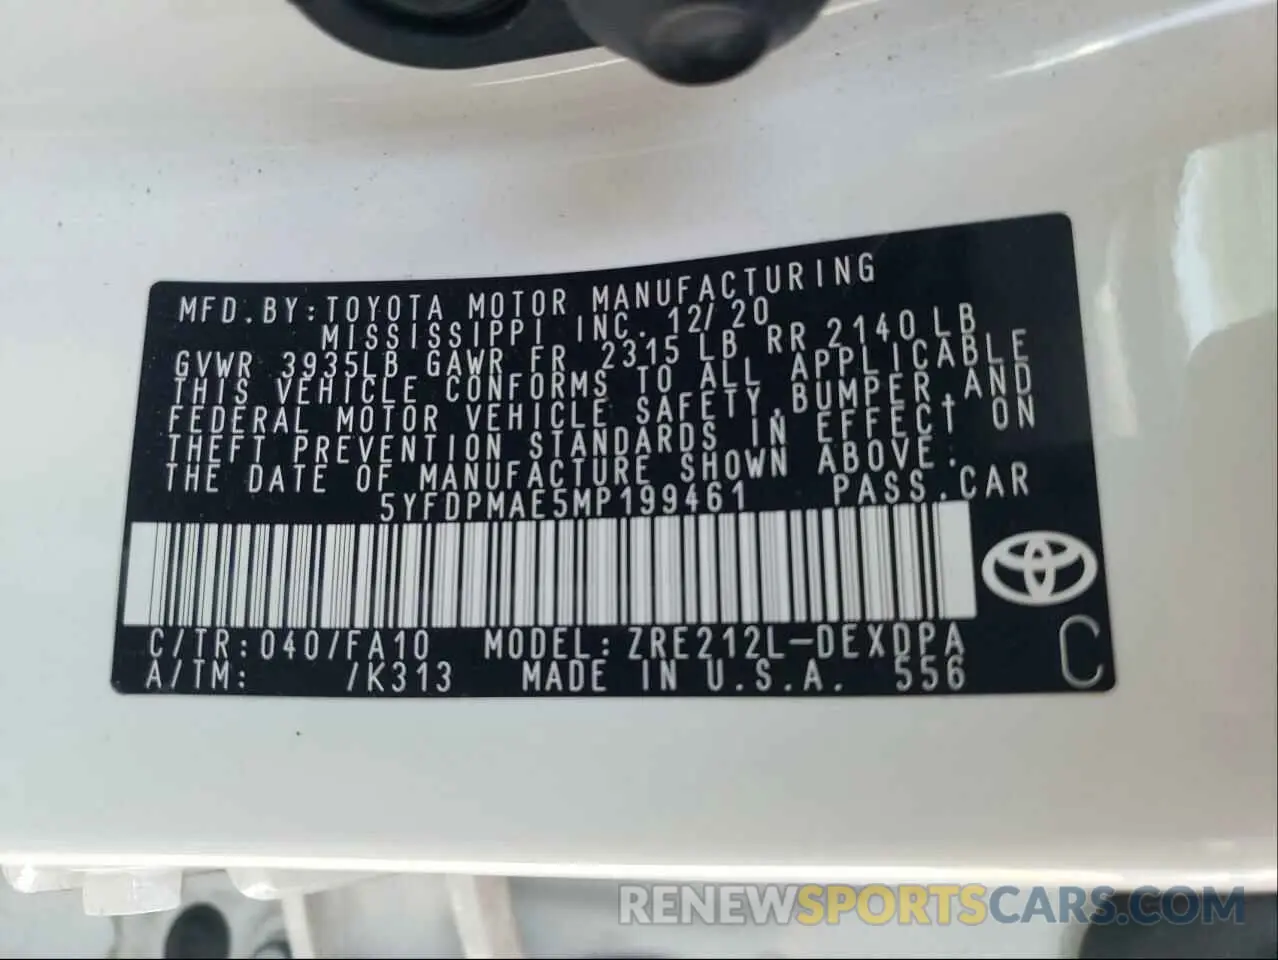 MFD. BY: TOYOTA MOTOR MANUFACTURING
MISSISSIPPI INC. 12/20
GVWR 3935LB GAWR FR 2315 LB RR 2140 LB
THIS VEHICLE CONFORMS TO ALL APPLICABLE
FEDERAL MOTOR VEHICLE SAFETY, BUMPER, AND
THEFT PREVENTION STANDARDS IN EFFECT ON
THE DATE OF MANUFACTURE SHOWN ABOVE.
5YFDPMAE5MP199461 PASS. CAR
C/TR: 040/FA10 MODEL: ZRE212L-DEXDPA
A/TM: /K313 MADE IN U.S.A. 556
C
RENEWSPORTSCARS.COM